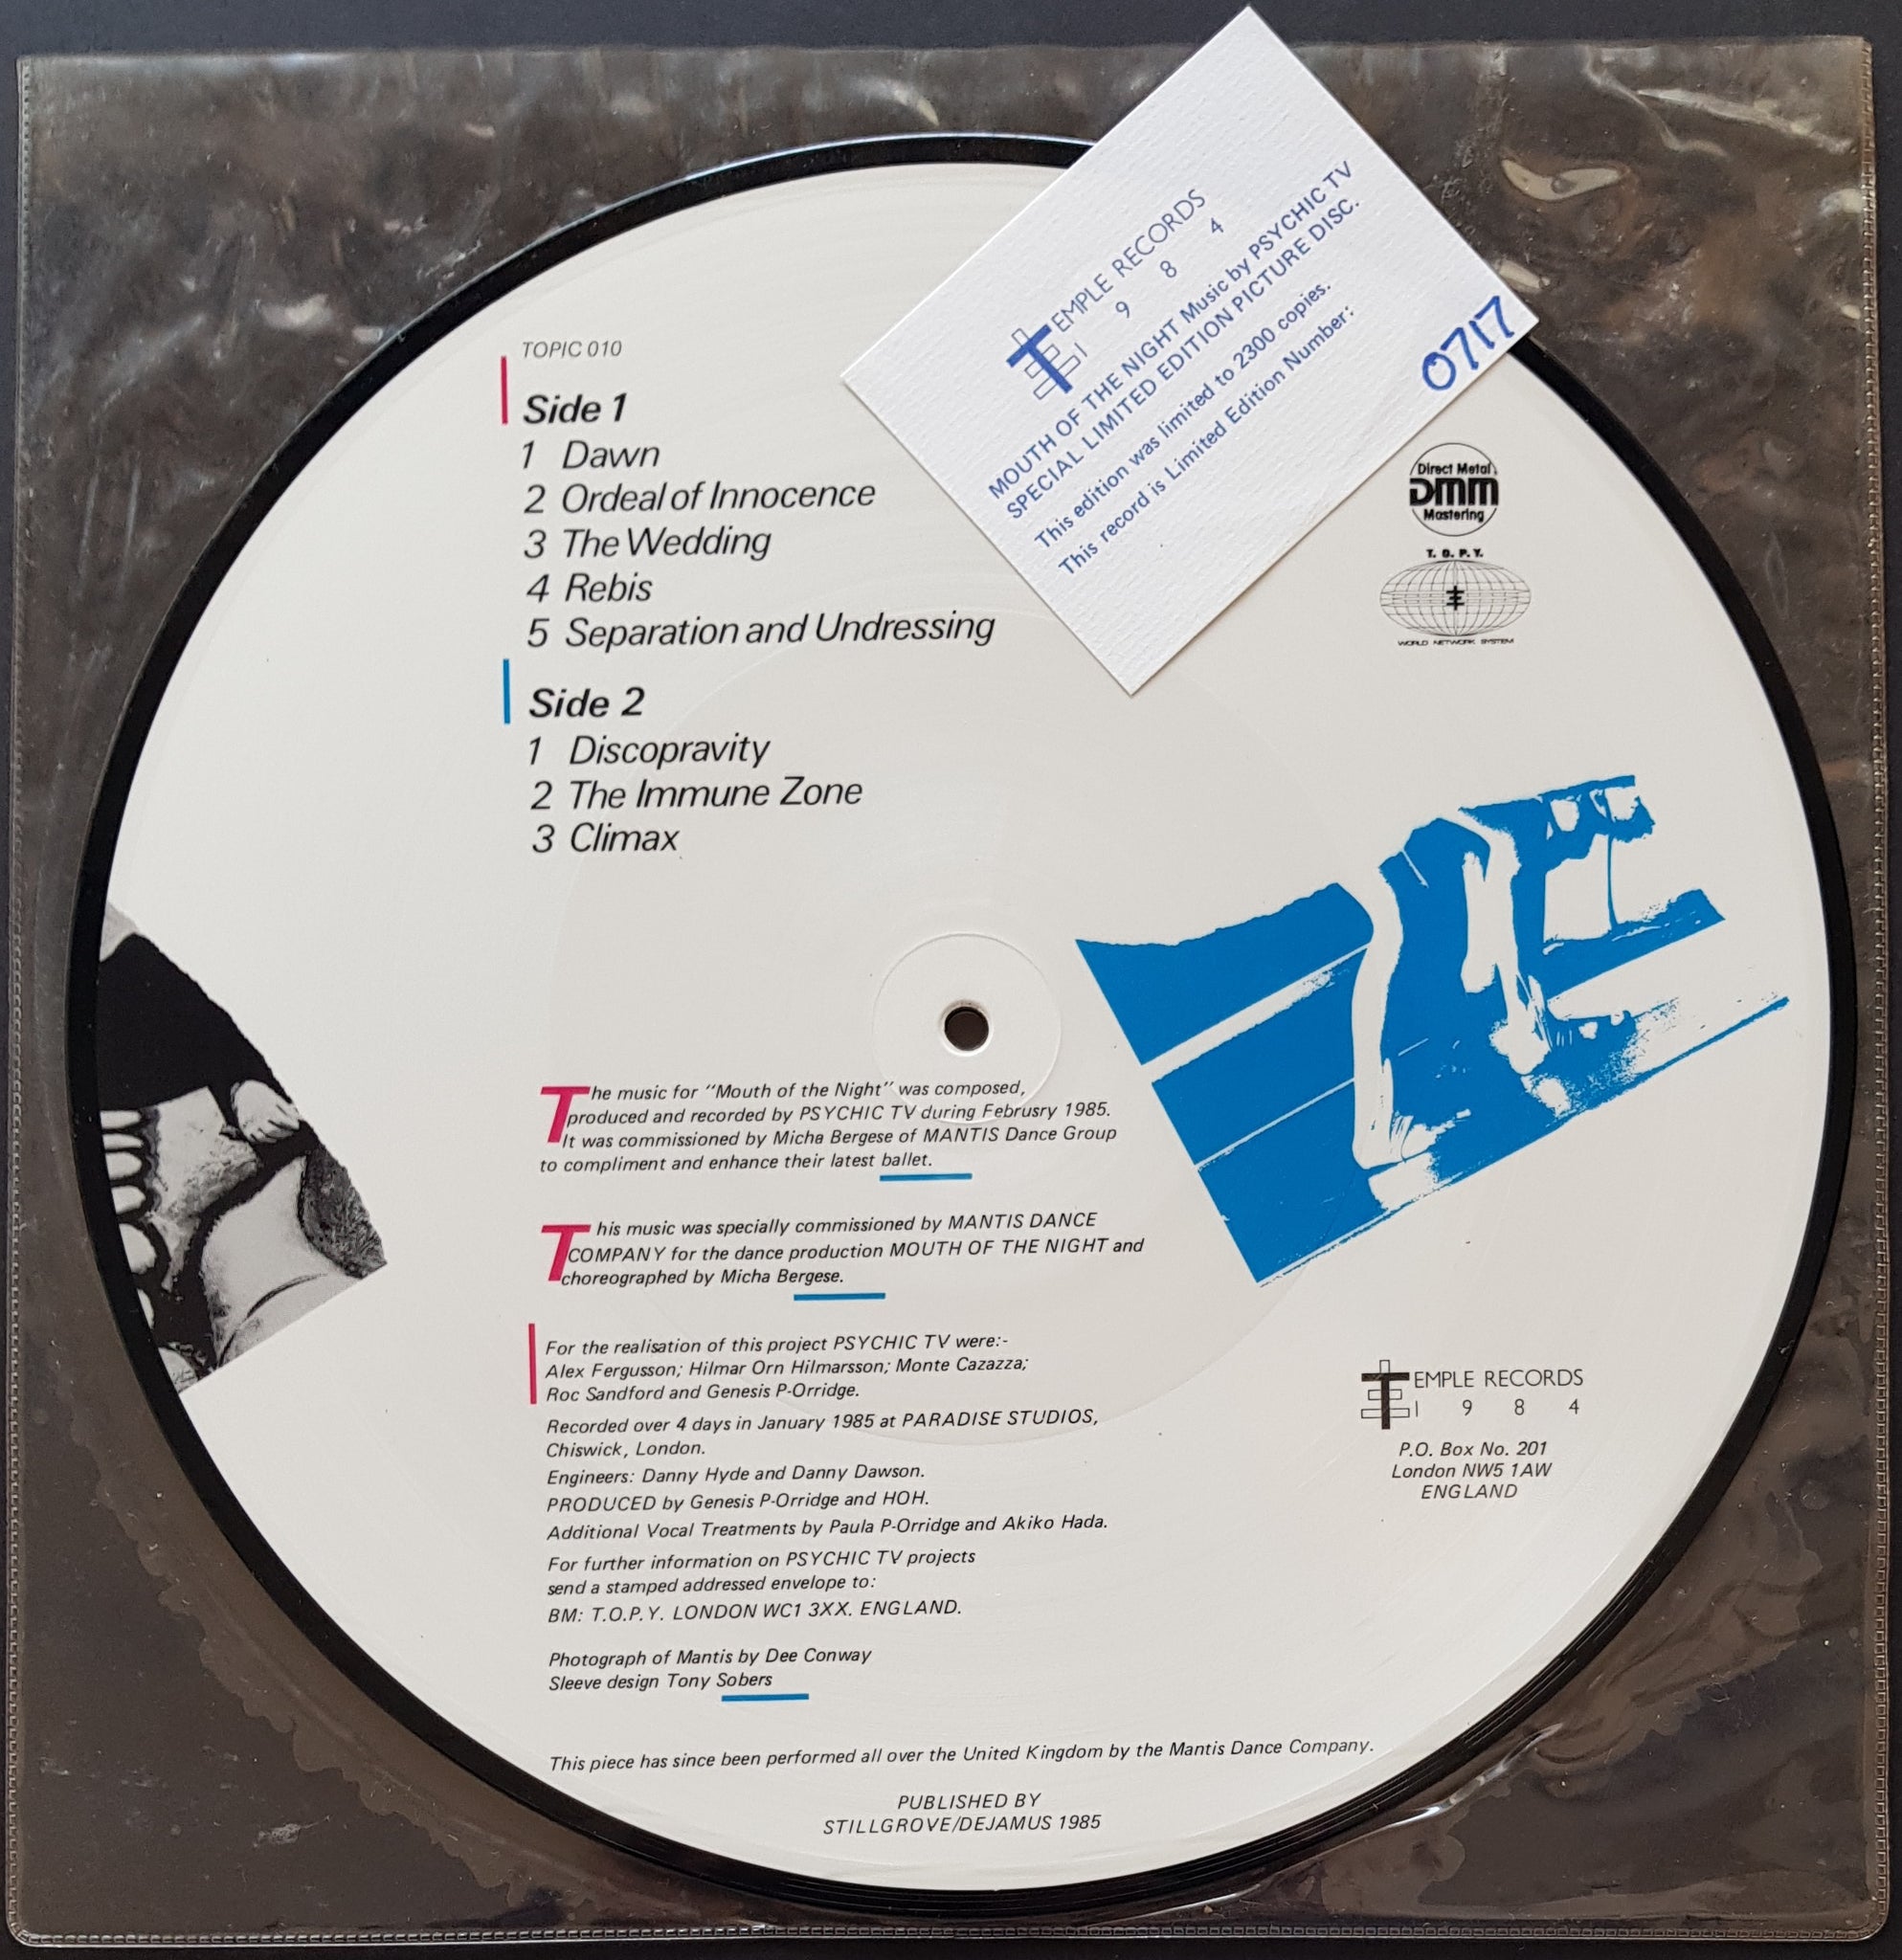 TEMPLE RECORDS
1 9 8 4
MOUTH OF THE NIGHT Music by PSYCHIC TV
SPECIAL LIMITED EDITION PICTURE DISC.
This edition was limited to 2300 copies.
This record is Limited Edition Number:
0717
TOPIC 010
Side 1
1 Dawn
2 Ordeal of Innocence
3 The Wedding
4 Rebis
5 Separation and Undressing
Side 2
1 Discopravity
2 The Immune Zone
3 Climax
Direct Metal
DMM
Mastering
T. O. P. Y.
WORLD NETWORK SYSTEM
The music for “Mouth of the Night” was composed,
produced and recorded by PSYCHIC TV during Februsry 1985.
It was commissioned by Micha Bergese of MANTIS Dance Group
to compliment and enhance their latest ballet.
This music was specially commissioned by MANTIS DANCE
COMPANY for the dance production MOUTH OF THE NIGHT and
choreographed by Micha Bergese.
For the realisation of this project PSYCHIC TV were:-
Alex Fergusson; Hilmar Orn Hilmarsson; Monte Cazazza;
Roc Sandford and Genesis P-Orridge.
Recorded over 4 days in January 1985 at PARADISE STUDIOS,
Chiswick, London.
Engineers: Danny Hyde and Danny Dawson.
PRODUCED by Genesis P-Orridge and HOH.
Additional Vocal Treatments by Paula P-Orridge and Akiko Hada.
For further information on PSYCHIC TV projects
send a stamped addressed envelope to:
BM: T.O.P.Y. LONDON WC1 3XX. ENGLAND.
Photograph of Mantis by Dee Conway
Sleeve design Tony Sobers
TEMPLE RECORDS
1 9 8 4
P.O. Box No. 201
London NW5 1AW
ENGLAND
This piece has since been performed all over the United Kingdom by the Mantis Dance Company.
PUBLISHED BY
STILLGROVE/DEJAMUS 1985